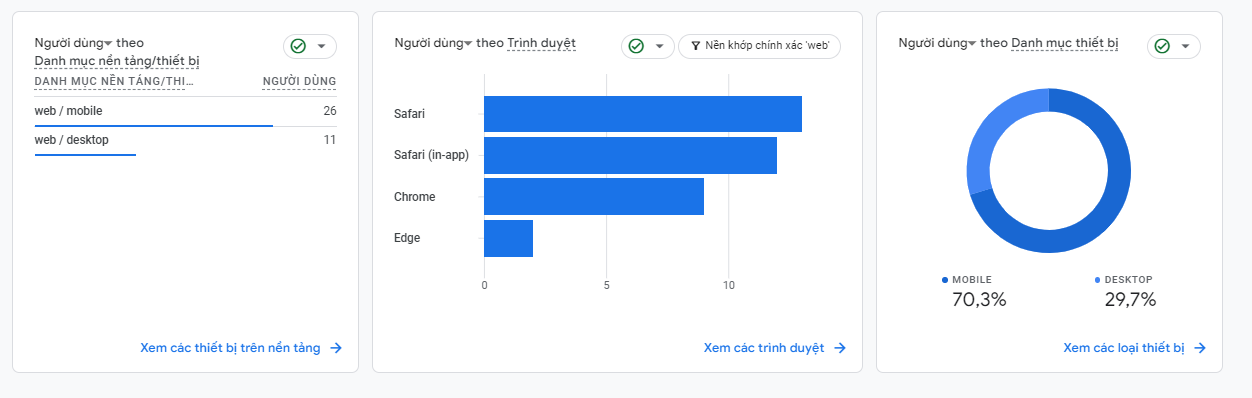 Người dùng theo
Danh mục nền tảng/thiết bị
DANH MỤC NỀN TẢNG/THI... NGƯỜI DÙNG
web / mobile 26
web / desktop 11
Xem các thiết bị trên nền tảng
Người dùng theo Trình duyệt
Nền khớp chính xác 'web'
Safari
Safari (in-app)
Chrome
Edge
0 5 10
Xem các trình duyệt
Người dùng theo Danh mục thiết bị
MOBILE DESKTOP
70,3% 29,7%
Xem các loại thiết bị